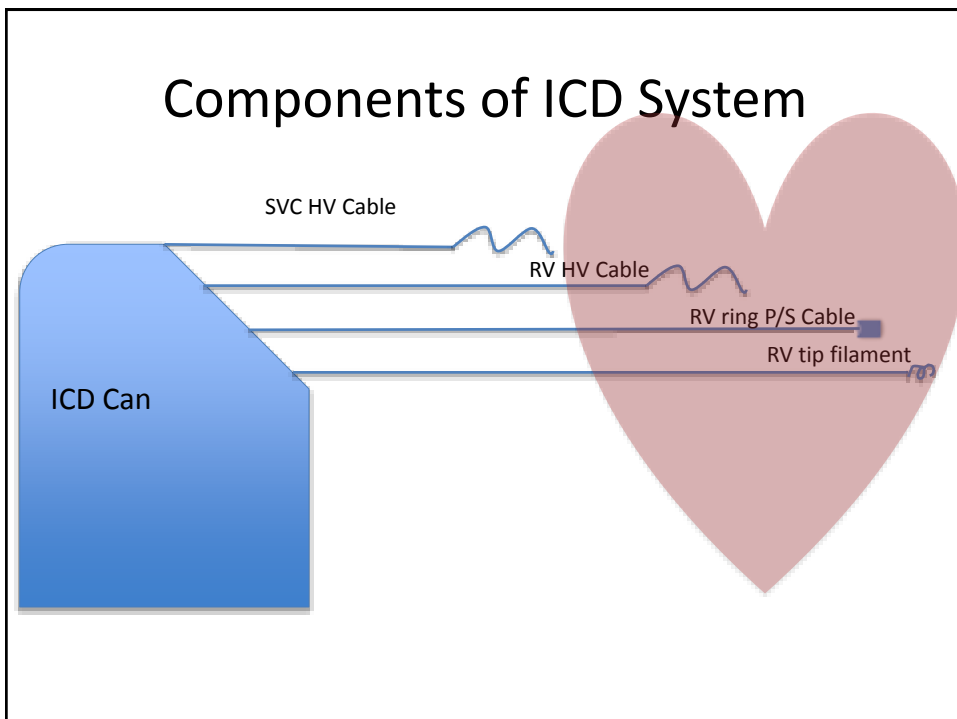 Components of ICD System
SVC HV Cable
RV HV Cable
RV ring P/S Cable
RV tip filament
ICD Can